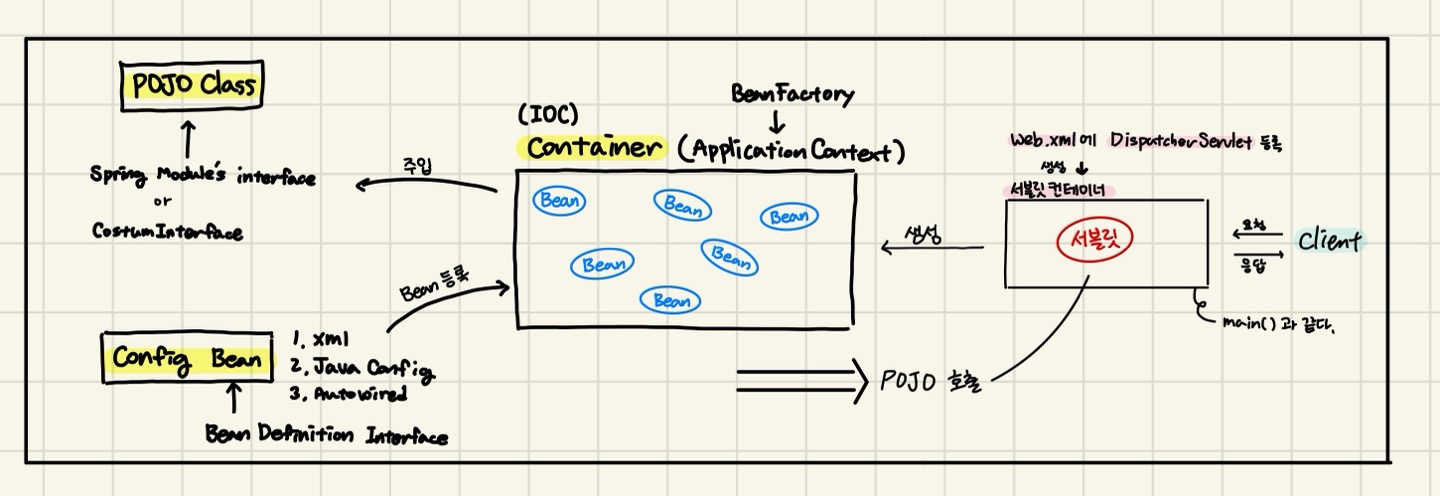 POJO Class
Spring Module's interface
or
Costum Interface
주입
(IOC)
Container (Application Context)
BeanFactory
Bean
Bean
Bean
Bean
Bean
Bean
Bean 등록
Config Bean
1. xml
2. Java Config
3. Autowired
Bean Definition Interface
생성
Web.xml에 DispatcherServlet 등록
생성
서블릿 컨테이너
서블릿
요청
응답
Client
main() 과 같다.
POJO 호출